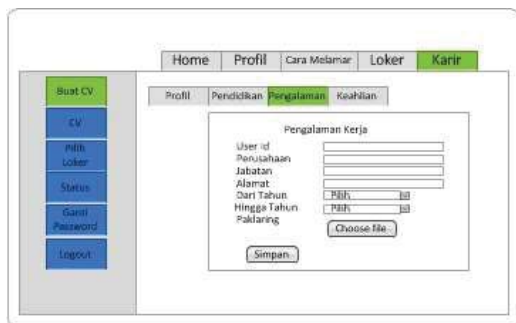 Home Profil Cara Melamar Loker Karir
Buat CV
CV
Pilih
Loker
Status
Ganti
Password
Logout
Profil Pendidikan Pengalaman Keahlian
Pengalaman Kerja
User Id
Perusahaan
Jabatan
Alamat
Dari Tahun Pilih
Hingga Tahun Pilih
Paklaring
Choose file
Simpan